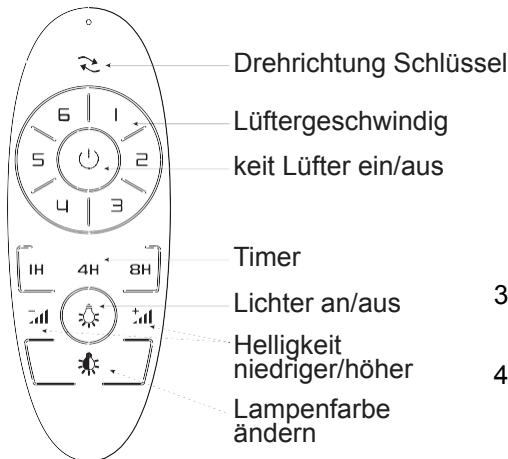 Drehrichtung Schlüssel
6 1
Lüftergeschwindig
5 2
keit Lüfter ein/aus
4 3
Timer
1H 4H 8H
Lichter an/aus
3
- +
Helligkeit
niedriger/höher
4
Lampenfarbe
ändern